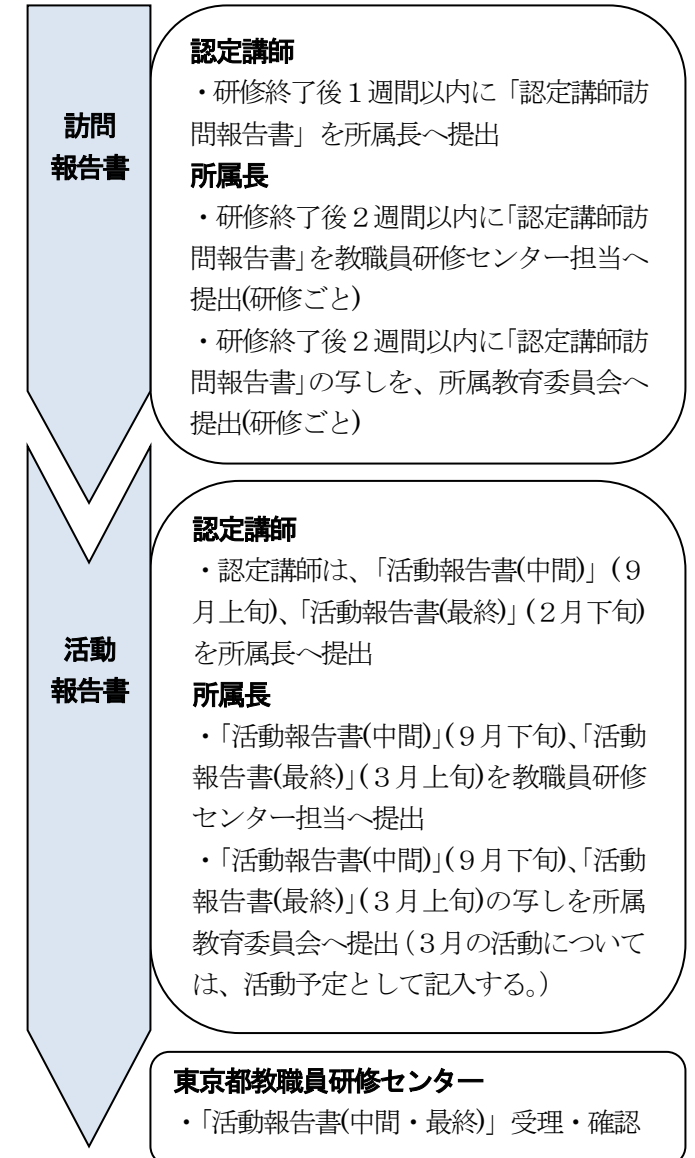 訪問
報告書
認定講師
・研修終了後１週間以内に「認定講師訪
問報告書」を所属長へ提出
所属長
・研修終了後２週間以内に「認定講師訪
問報告書」を教職員研修センター担当へ
提出(研修ごと)
・研修終了後２週間以内に「認定講師訪
問報告書」の写しを、所属教育委員会へ
提出(研修ごと)
活動
報告書
認定講師
・認定講師は、「活動報告書(中間)」(９
月上旬)、「活動報告書(最終)」(２月下旬)
を所属長へ提出
所属長
・「活動報告書(中間)」(９月下旬)、「活動
報告書(最終)」(３月上旬)を教職員研修
センター担当へ提出
・「活動報告書(中間)」(９月下旬)、「活動
報告書(最終)」(３月上旬)の写しを所属
教育委員会へ提出(３月の活動について
は、活動予定として記入する。)
東京都教職員研修センター
・「活動報告書(中間・最終)」受理・確認